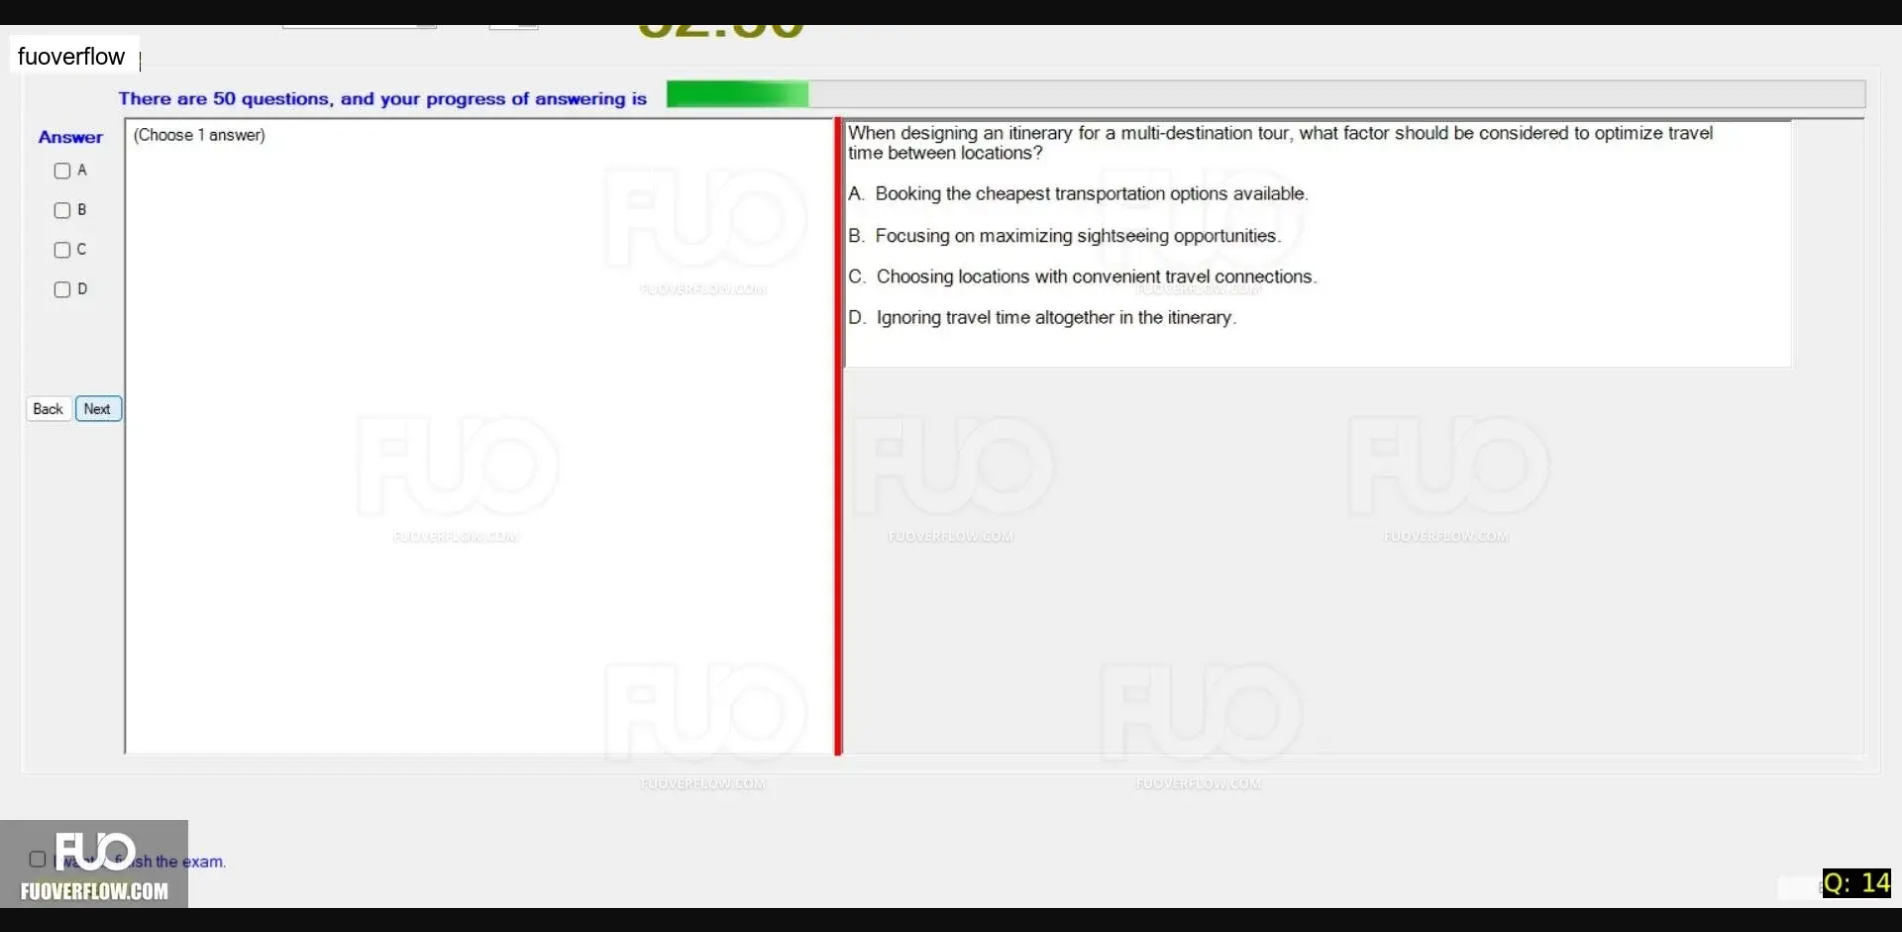 fuoverflow
There are 50 questions, and your progress of answering is
Answer
(Choose 1 answer)
A
B
C
D
Back Next
When designing an itinerary for a multi-destination tour, what factor should be considered to optimize travel
time between locations?
A. Booking the cheapest transportation options available.
B. Focusing on maximizing sightseeing opportunities.
C. Choosing locations with convenient travel connections.
D. Ignoring travel time altogether in the itinerary.
FUO
FUOVERFLOW.COM
FUO
FUOVERFLOW.COM
FUO
FUOVERFLOW.COM
FUO
FUOVERFLOW.COM
FUO
FUOVERFLOW.COM
FUO
FUOVERFLOW.COM
FUO
FUOVERFLOW.COM
the exam.
FUO
FUOVERFLOW.COM
Q: 14